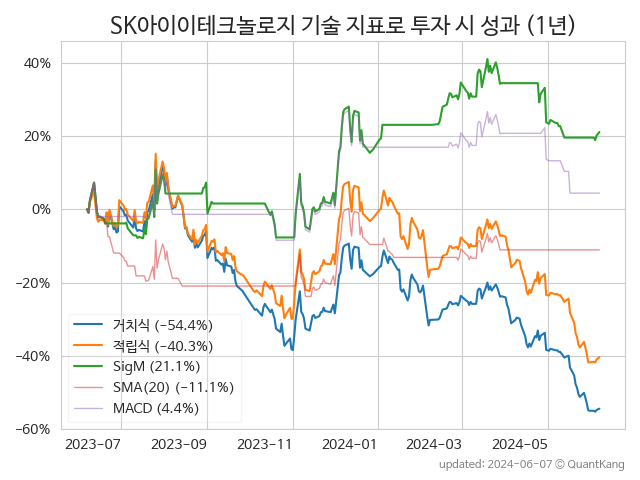 SK아이이테크놀로지 기술 지표로 투자 시 성과 (1년)
40%
20%
0%
−20%
−40%
−60%
거치식 (−54.4%)
적립식 (−40.3%)
SigM (21.1%)
SMA(20) (−11.1%)
MACD (4.4%)
2023−07
2023−09
2023−11
2024−01
2024−03
2024−05
updated: 2024−06−07 © QuantKang